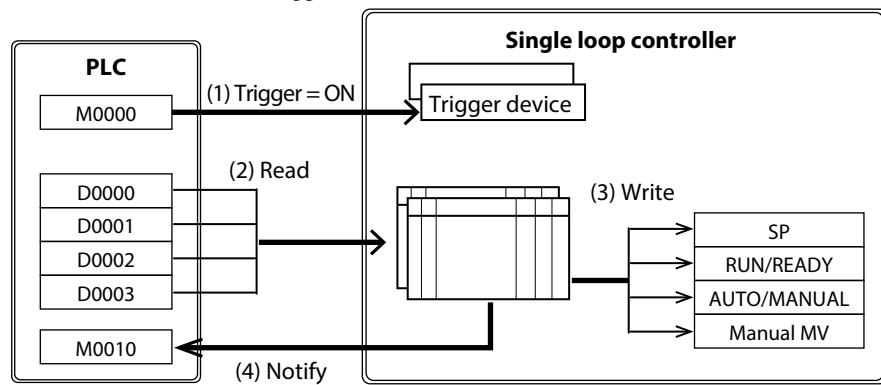 Single loop controller
PLC
M0000
(1) Trigger = ON
Trigger device
(2) Read
D0000
D0001
D0002
D0003
(3) Write
SP
RUN/READY
AUTO/MANUAL
Manual MV
M0010
(4) Notify